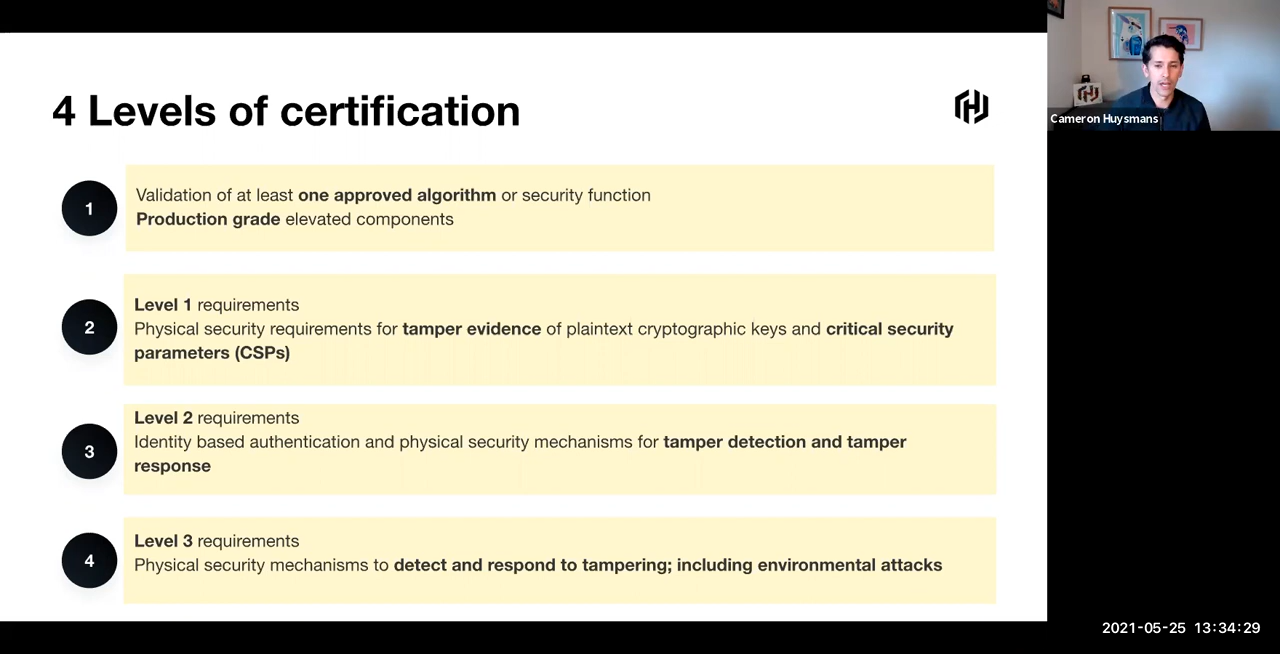 4 Levels of certification
Cameron Huysmans
1
Validation of at least one approved algorithm or security function
Production grade elevated components
2
Level 1 requirements
Physical security requirements for tamper evidence of plaintext cryptographic keys and critical security
parameters (CSPs)
3
Level 2 requirements
Identity based authentication and physical security mechanisms for tamper detection and tamper
response
4
Level 3 requirements
Physical security mechanisms to detect and respond to tampering; including environmental attacks
2021-05-25 13:34:29